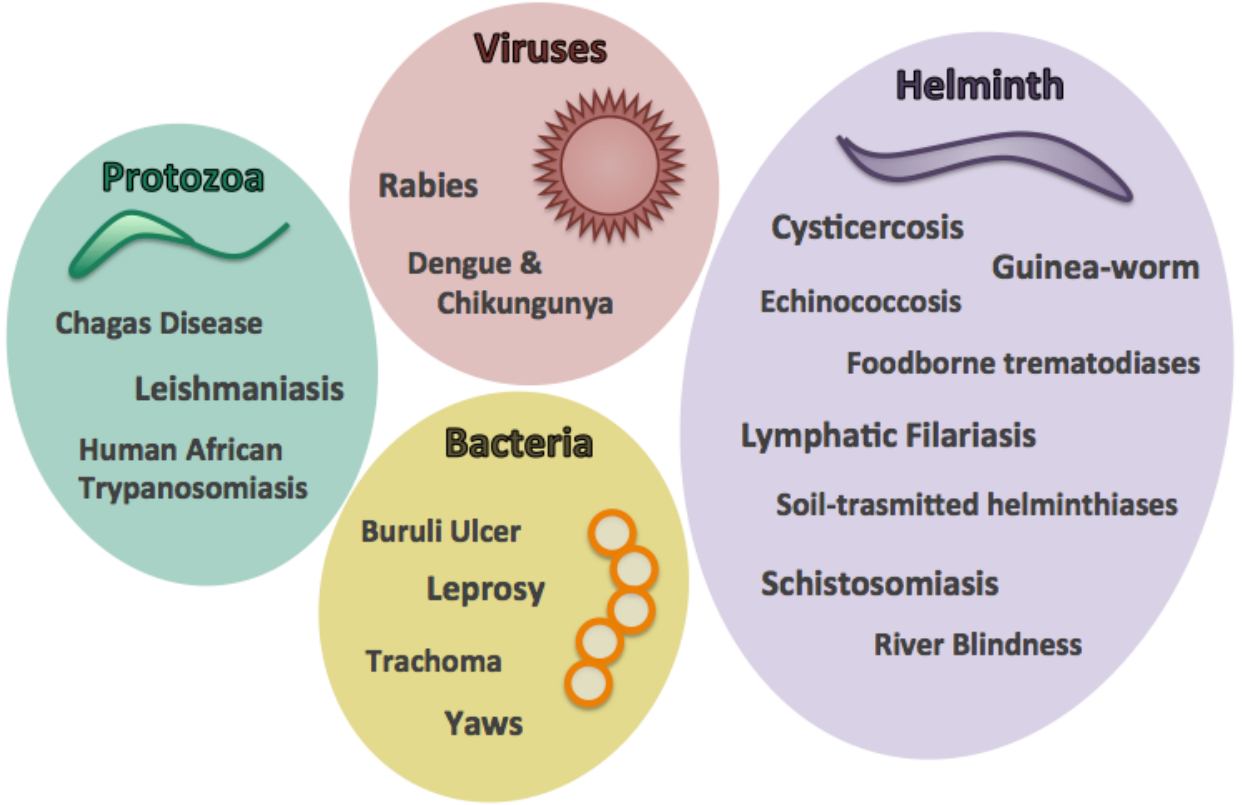 Viruses
Rabies
Dengue &
Chikungunya
Protozoa
Chagas Disease
Leishmaniasis
Human African
Trypanosomiasis
Bacteria
Buruli Ulcer
Leprosy
Trachoma
Yaws
Helminth
Cysticercosis
Guinea-worm
Echinococcosis
Foodborne trematodiases
Lymphatic Filariasis
Soil-trasmitted helminthiases
Schistosomiasis
River Blindness